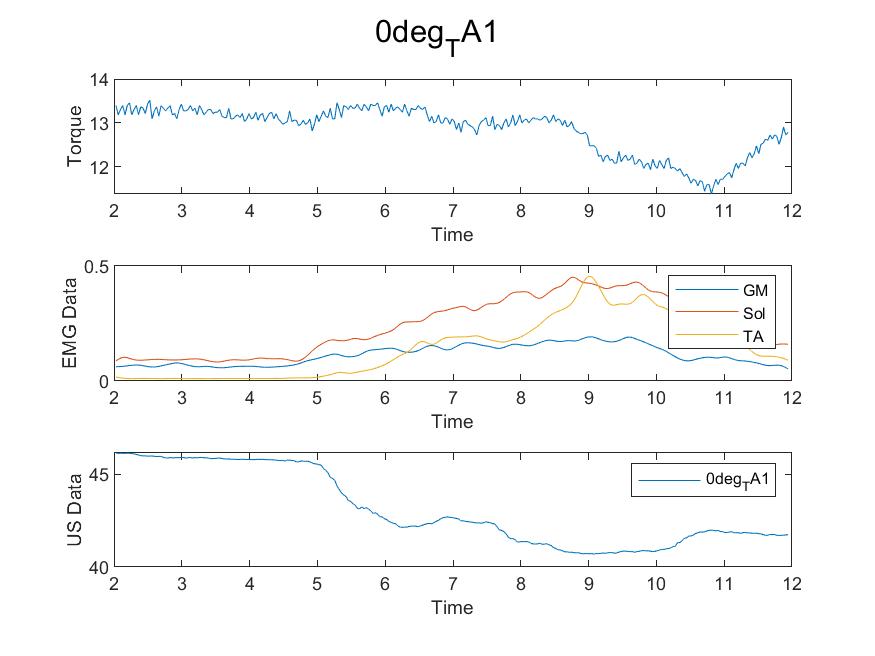 0deg_TA1
14
13
12
Torque
2 3 4 5 6 7 8 9 10 11 12
Time
0.5
0
EMG Data
GM
Sol
TA
2 3 4 5 6 7 8 9 10 11 12
Time
45
40
US Data
0deg_TA1
2 3 4 5 6 7 8 9 10 11 12
Time